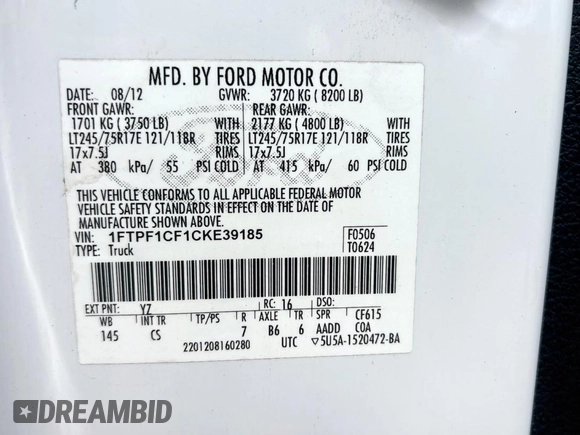 MFD. BY FORD MOTOR CO.
DATE: 08/12 GVWR: 3720 KG ( 8200 LB)
FRONT GAWR: REAR GAWR:
1701 KG ( 3750 LB) WITH 2177 KG ( 4800 LB) WITH
LT245/75R17E 121/118R TIRES LT245/75R17E 121/118R TIRES
17x7.5J RIMS 17x7.5J RIMS
AT 380 kPa/ 55 PSI COLD AT 415 kPa/ 60 PSI COLD
THIS VEHICLE CONFORMS TO ALL APPLICABLE FEDERAL MOTOR
VEHICLE SAFETY STANDARDS IN EFFECT ON THE DATE OF
MANUFACTURE SHOWN ABOVE.
VIN: 1FTPF1CF1CKE39185 F0506
TYPE: Truck T0624
EXT PNT: YZ RC: 16 DSO:
WB INT TR TP/PS R AXLE TR SPR CF615
145 CS 7 B6 6 AADD COA
2201208160280 UTC ▽5U5A-1520472-BA
DREAMBID